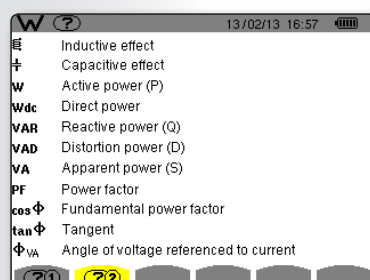 W ? 13/02/13 16:57
Inductive effect
Capacitive effect
W Active power (P)
Wdc Direct power
VAR Reactive power (Q)
VAD Distortion power (D)
VA Apparent power (S)
PF Power factor
cos Φ Fundamental power factor
tan Φ Tangent
Φ VA Angle of voltage referenced to current
?1 ?2